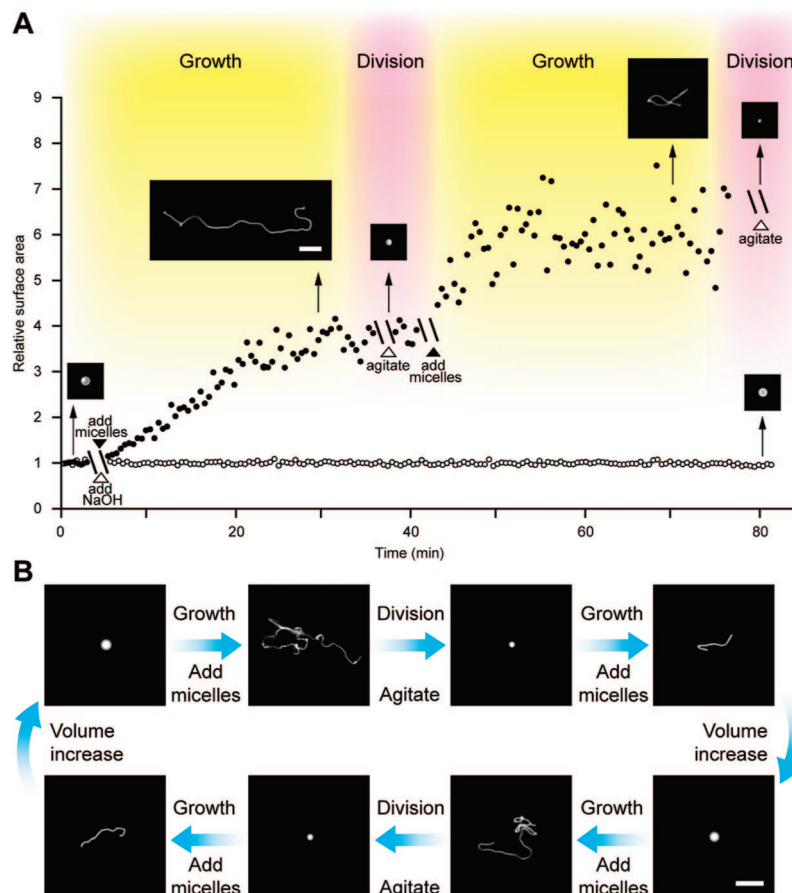 A
Growth
Division
Growth
Division
9
8
7
6
5
4
3
2
1
0
Relative surface area
add
micelles
add
NaOH
agitate
add
micelles
agitate
0
20
40
60
80
Time (min)
B
Growth
Add
micelles
Division
Agitate
Growth
Add
micelles
Volume
increase
Volume
increase
Growth
Add
micelles
Division
Agitate
Growth
Add
micelles